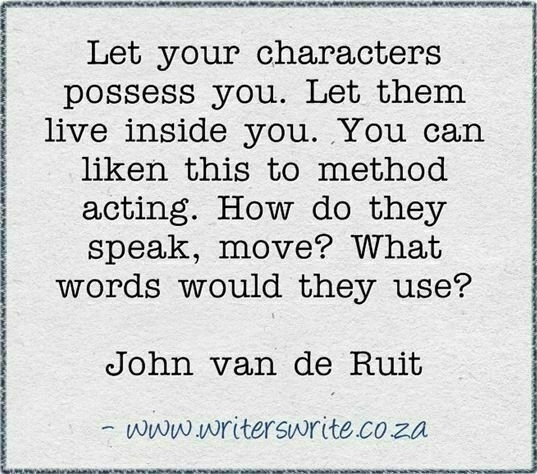 Let your characters
possess you. Let them
live inside you. You can
liken this to method
acting. How do they
speak, move? What
words would they use?
John van de Ruit
- www.writerswrite.co.za